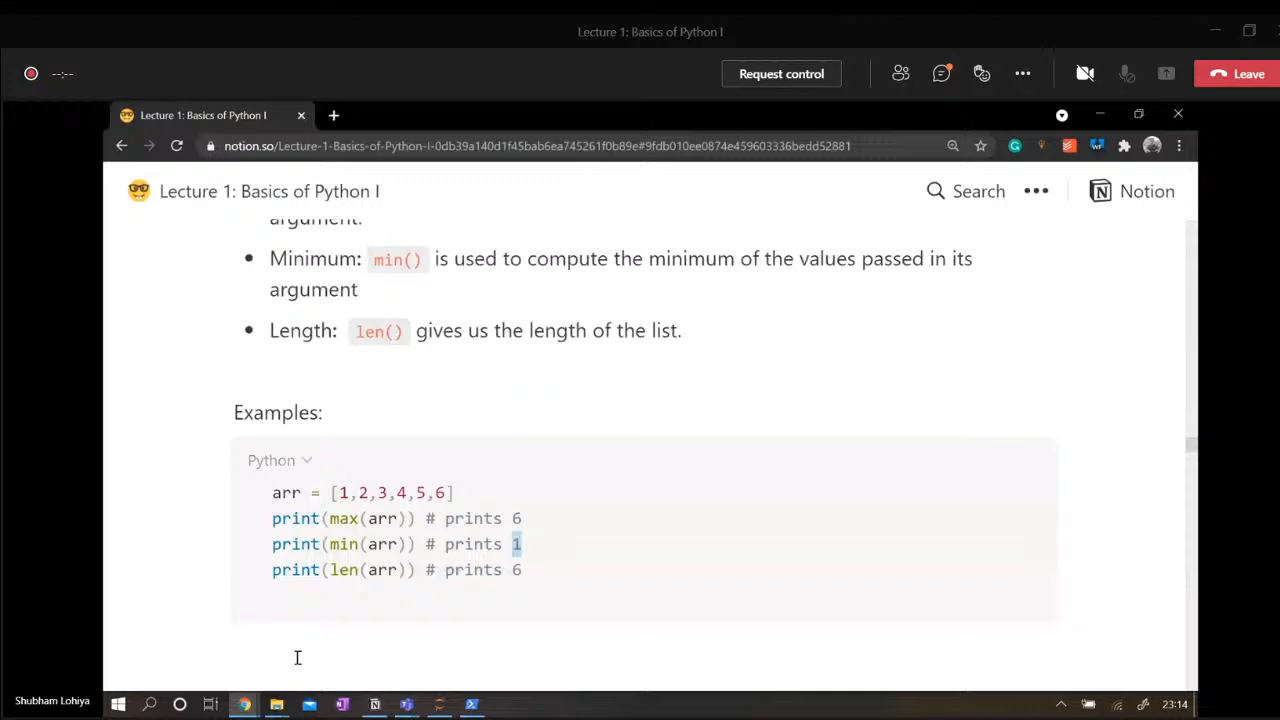 Lecture 1: Basics of Python I
--:--
Request control
Leave
Lecture 1: Basics of Python I
notion.so/Lecture-1-Basics-of-Python-I-0db39a140d1f45bab6ea745261f0b89e#9fdb010ee0874e459603336bedd52881
Lecture 1: Basics of Python I
Search
Notion
argument.
Minimum: min() is used to compute the minimum of the values passed in its
argument
Length: len() gives us the length of the list.
Examples:
Python
arr = [1,2,3,4,5,6]
print(max(arr)) # prints 6
print(min(arr)) # prints 1
print(len(arr)) # prints 6
Shubham Lohiya
23:14